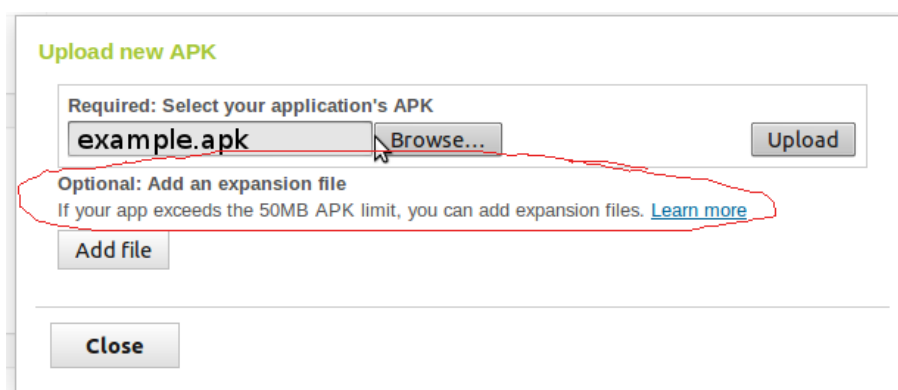 Upload new APK
Required: Select your application's APK
example.apk Browse... Upload
Optional: Add an expansion file
If your app exceeds the 50MB APK limit, you can add expansion files. Learn more
Add file
Close